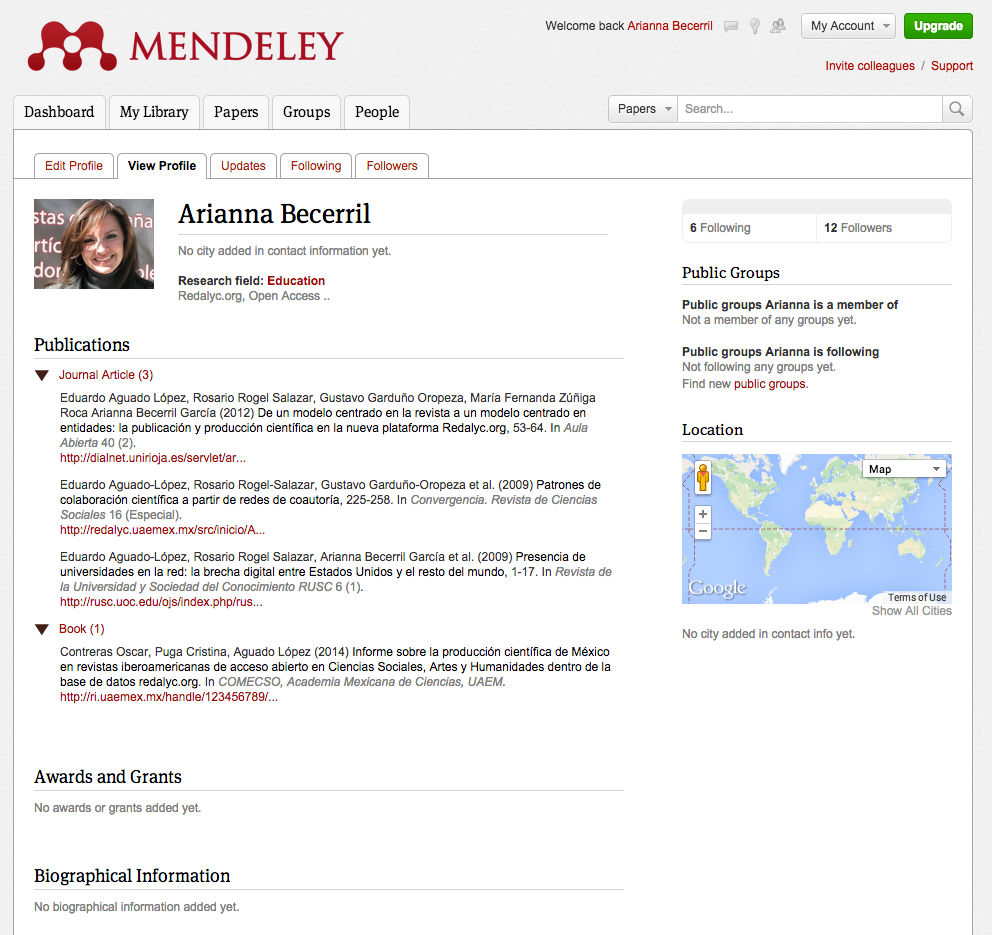 MENDELEY
Welcome back Arianna Becerril
My Account
Upgrade
Invite colleagues / Support
Dashboard
My Library
Papers
Groups
People
Papers
Search...
Edit Profile
View Profile
Updates
Following
Followers
Arianna Becerril
No city added in contact information yet.
Research field: Education
Redalyc.org, Open Access ..
Publications
Journal Article (3)
Eduardo Aguado López, Rosario Rogel Salazar, Gustavo Garduño Oropeza, María Fernanda Zúñiga
Roca Arianna Becerril García (2012) De un modelo centrado en la revista a un modelo centrado en
entidades: la publicación y producción científica en la nueva plataforma Redalyc.org, 53-64. In Aula
Abierta 40 (2).
http://dialnet.unirioja.es/servlet/ar...
Eduardo Aguado-López, Rosario Rogel-Salazar, Gustavo Garduño-Oropeza et al. (2009) Patrones de
colaboración científica a partir de redes de coautoría, 225-258. In Convergencia. Revista de Ciencias
Sociales 16 (Especial).
http://redalyc.uaemex.mx/src/inicio/A...
Eduardo Aguado-López, Rosario Rogel Salazar, Arianna Becerril García et al. (2009) Presencia de
universidades en la red: la brecha digital entre Estados Unidos y el resto del mundo, 1-17. In Revista de
la Universidad y Sociedad del Conocimiento RUSC 6 (1).
http://rusc.uoc.edu/ojs/index.php/rus...
Book (1)
Contreras Oscar, Puga Cristina, Aguado López (2014) Informe sobre la producción científica de México
en revistas iberoamericanas de acceso abierto en Ciencias Sociales, Artes y Humanidades dentro de la
base de datos redalyc.org. In COMECSO, Academia Mexicana de Ciencias, UAEM.
http://ri.uaemex.mx/handle/123456789/...
Awards and Grants
No awards or grants added yet.
Biographical Information
No biographical information added yet.
6 Following
12 Followers
Public Groups
Public groups Arianna is a member of
Not a member of any groups yet.
Public groups Arianna is following
Not following any groups yet.
Find new public groups.
Location
Map
+
−
Google
Terms of Use
Show All Cities
No city added in contact info yet.